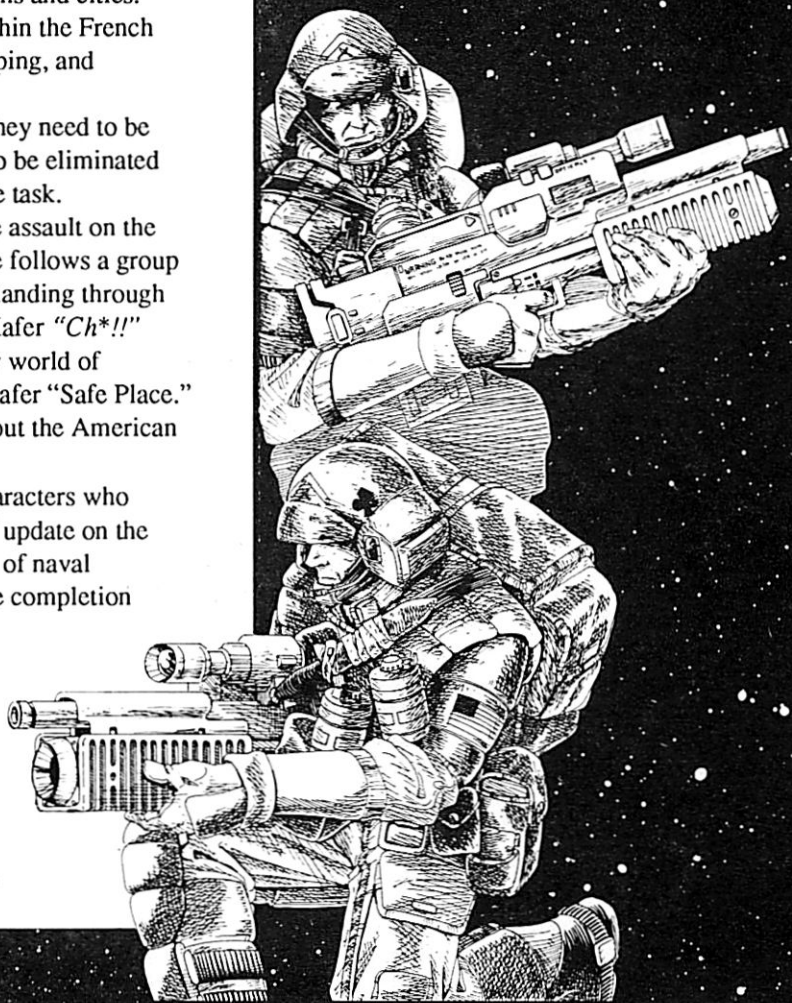 ns and cities.
thin the French
ping, and
hey need to be
o be eliminated
e task.
e assault on the
e follows a group
landing through
afer "Ch*!!"
r world of
afer "Safe Place."
out the American
aracters who
update on the
of naval
e completion
WARNING